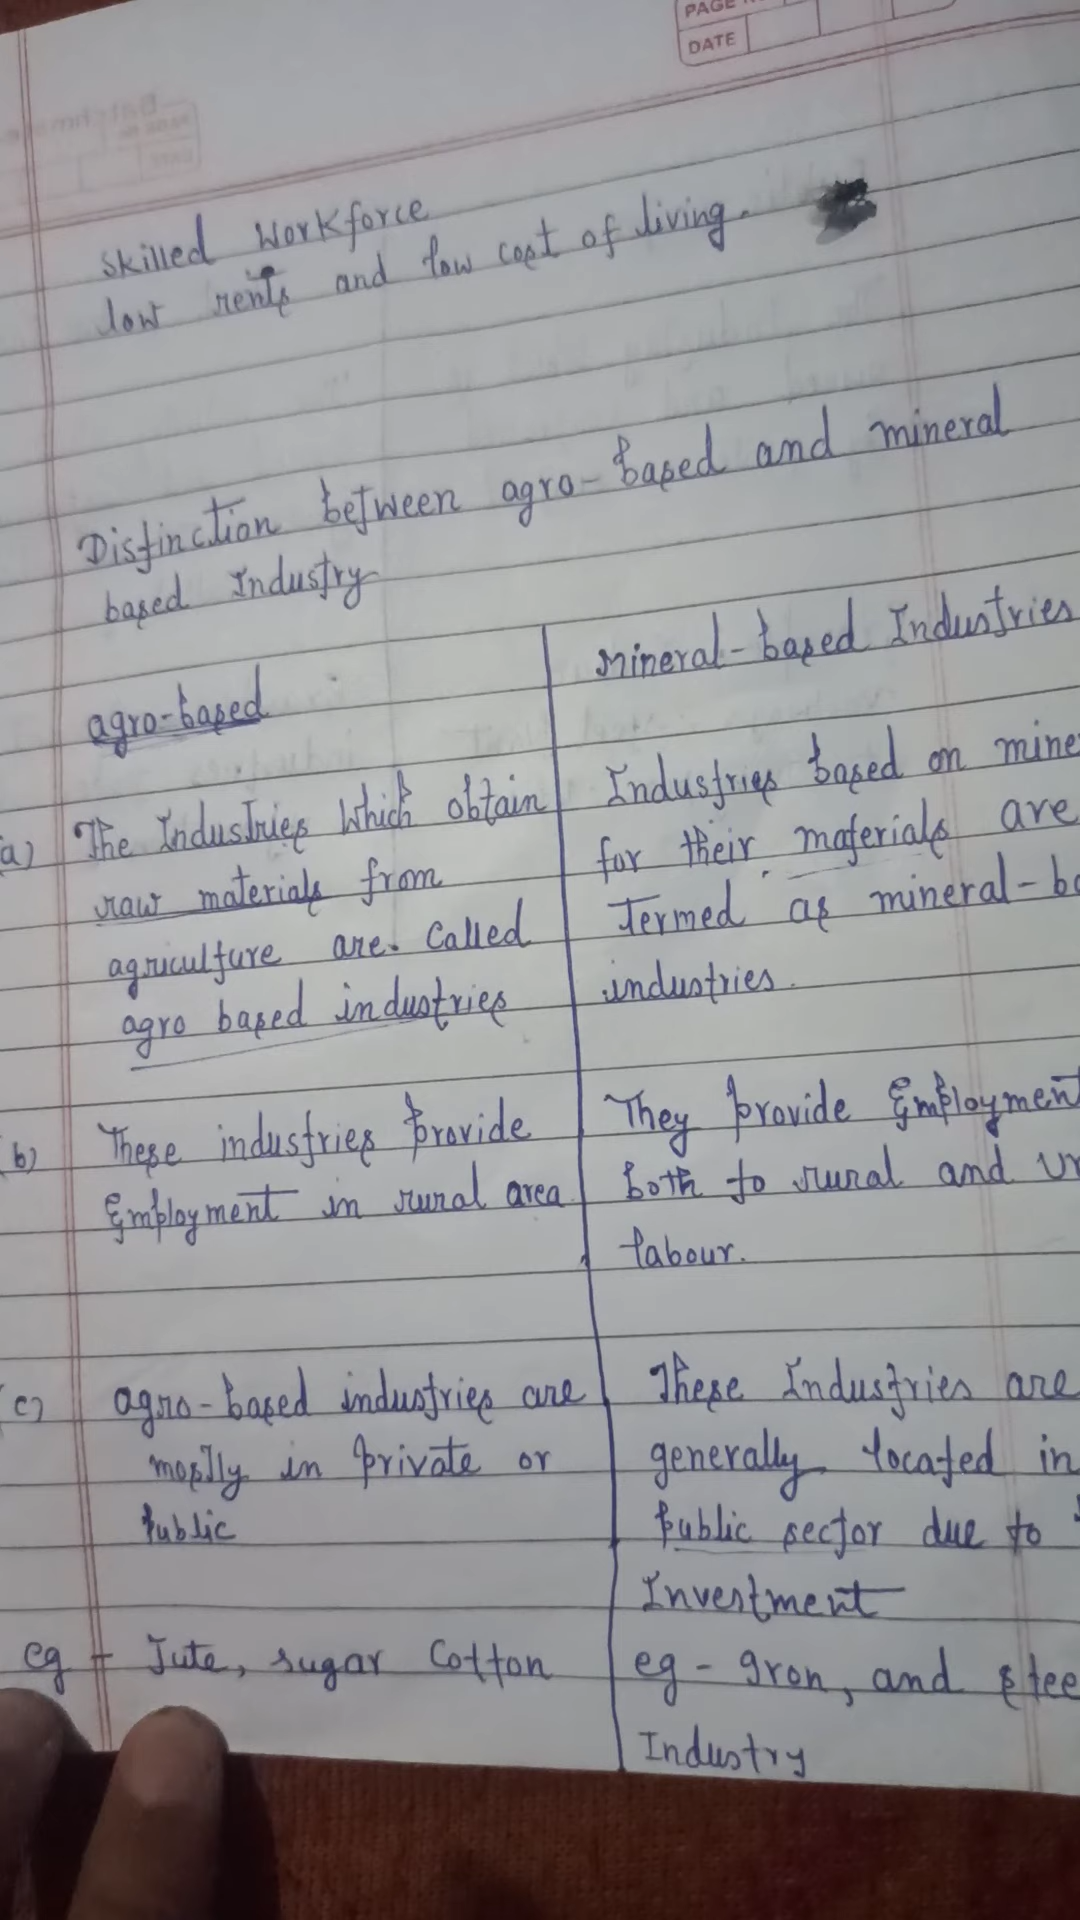 PAGE
DATE
skilled workforce
low rents and low cost of living.
Distinction between agro-based and mineral
based Industry
agro-based
Mineral-based Industries
a) The Industries which obtain
raw materials from
agriculture are. Called
agro based industries
Industries based on mine
for their materials are
Termed as mineral-ba
industries.
b) These industries provide
Employment in rural area
They provide Employment
both to rural and ur
labour.
c) agro-based industries are
mostly in private or
public
These Industries are
generally located in
public sector due to
Investment
eg - Jute, sugar Cotton
eg - Iron, and stee
Industry